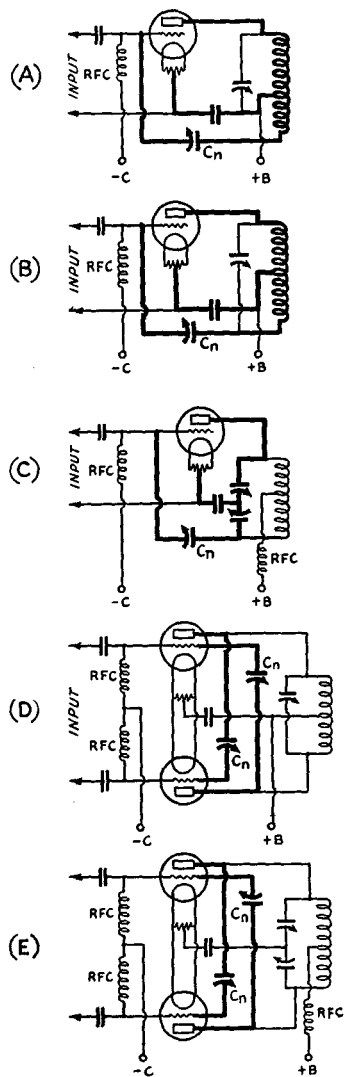 (A)
INPUT
RFC
Cn
-C
+B
(B)
INPUT
RFC
Cn
-C
+B
(C)
INPUT
RFC
Cn
RFC
-C
+B
(D)
INPUT
RFC
RFC
Cn
Cn
-C
+B
(E)
RFC
RFC
Cn
Cn
RFC
-C
+B